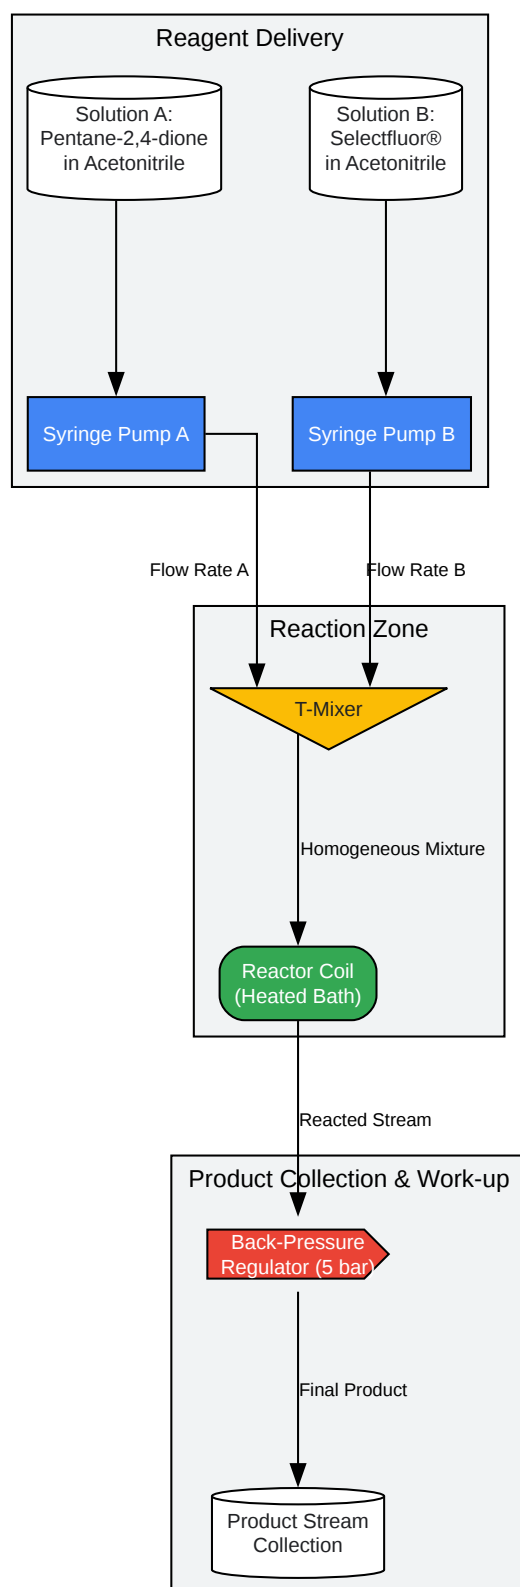 Reagent Delivery
Solution A:
Pentane-2,4-dione
in Acetonitrile
Solution B:
Selectfluor®
in Acetonitrile
Syringe Pump A
Syringe Pump B
Flow Rate A
Flow Rate B
Reaction Zone
T-Mixer
Homogeneous Mixture
Reactor Coil
(Heated Bath)
Reacted Stream
Product Collection & Work-up
Back-Pressure
Regulator (5 bar)
Final Product
Product Stream
Collection